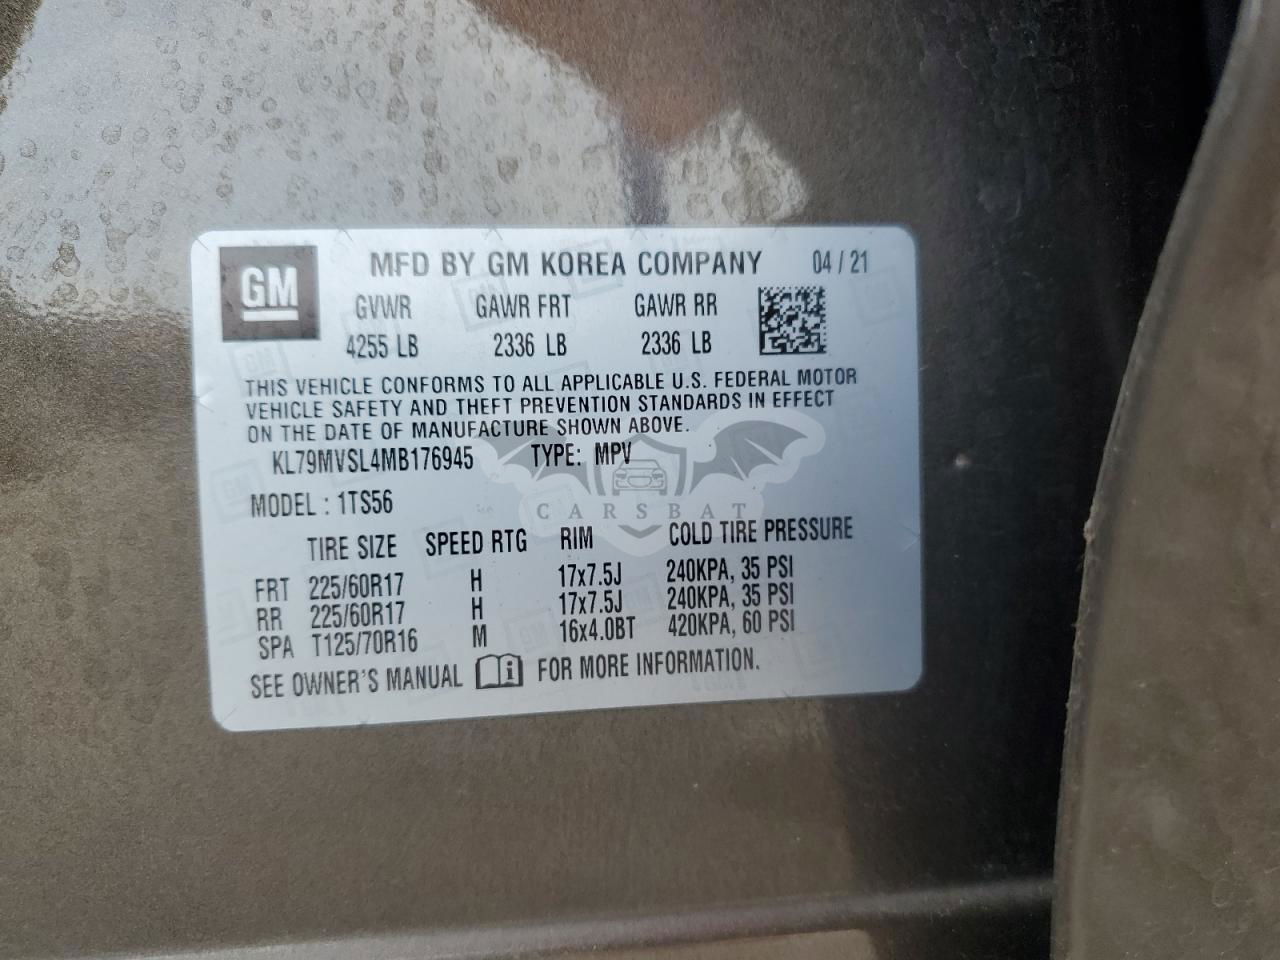 GM
MFD BY GM KOREA COMPANY 04/21
GVWR GAWR FRT GAWR RR
4255 LB 2336 LB 2336 LB
THIS VEHICLE CONFORMS TO ALL APPLICABLE U.S. FEDERAL MOTOR
VEHICLE SAFETY AND THEFT PREVENTION STANDARDS IN EFFECT
ON THE DATE OF MANUFACTURE SHOWN ABOVE.
KL79MVSL4MB176945 TYPE: MPV
CARSBAT
MODEL : 1TS56
TIRE SIZE SPEED RTG RIM COLD TIRE PRESSURE
FRT 225/60R17 H 17x7.5J 240KPA, 35 PSI
RR 225/60R17 H 17x7.5J 240KPA, 35 PSI
SPA T125/70R16 M 16x4.0BT 420KPA, 60 PSI
SEE OWNER'S MANUAL i FOR MORE INFORMATION.